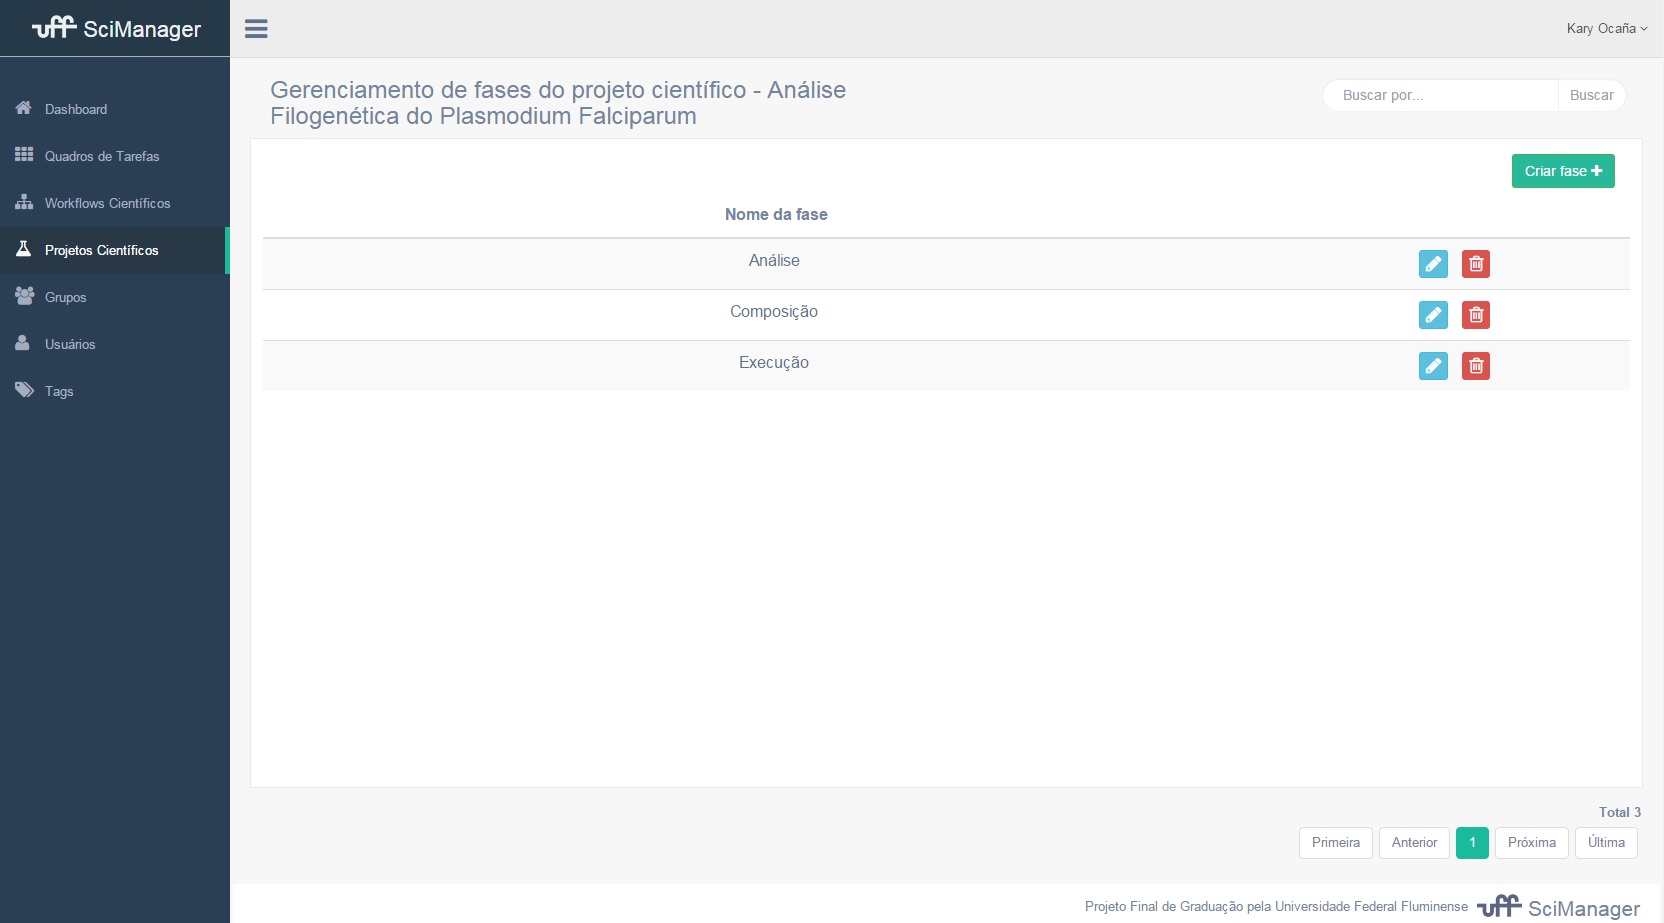 uff SciManager
Kary Ocaña
Dashboard
Quadros de Tarefas
Workflows Científicos
Projetos Científicos
Grupos
Usuários
Tags
Gerenciamento de fases do projeto científico - Análise
Filogenética do Plasmodium Falciparum
Buscar por... Buscar
Criar fase
Nome da fase
Análise
Composição
Execução
Total 3
Primeira Anterior 1 Próxima Última
Projeto Final de Graduação pela Universidade Federal Fluminense uff SciManager